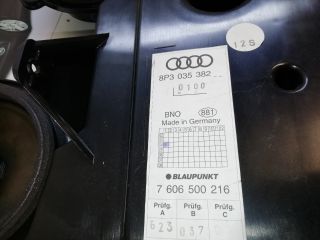 12S
8P3 035 382
0100
BNO 881
Made in Germany
BLAUPUNKT
7 606 500 216
Prüfg. Prüfg. Prüfg.
A B C
623 037